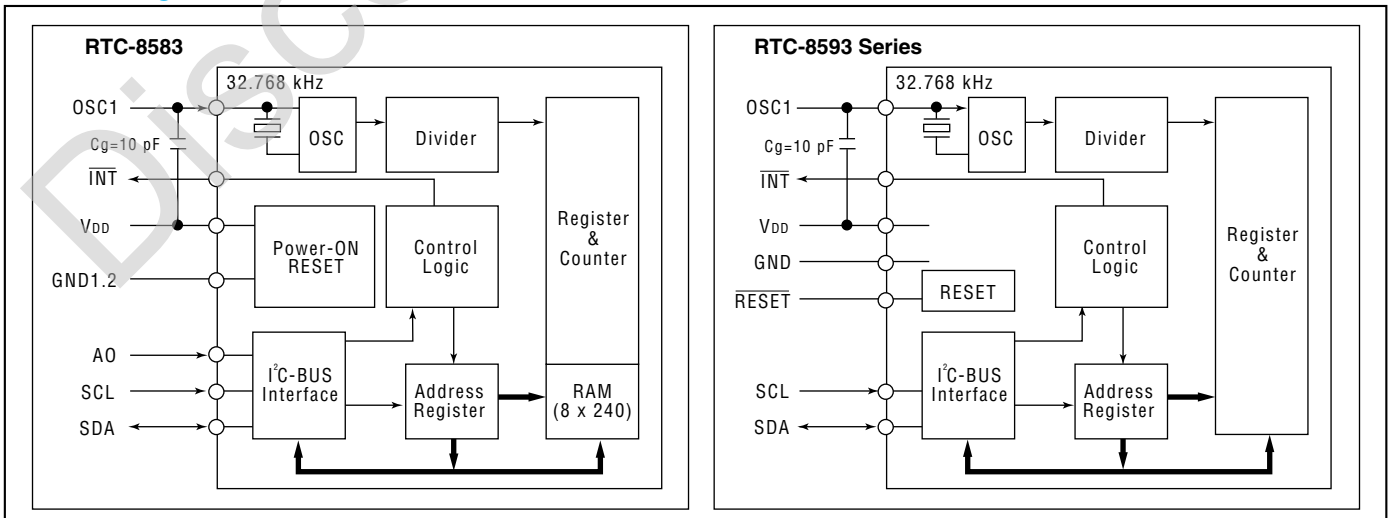 RTC-8583
32.768 kHz
OSC1
Cg=10 pF
OSC
Divider
INT
VDD
GND1.2
Power-ON
RESET
Control
Logic
Register
&
Counter
AO
SCL
SDA
I²C-BUS
Interface
Address
Register
RAM
(8 x 240)
RTC-8593 Series
32.768 kHz
OSC1
Cg=10 pF
OSC
Divider
INT
VDD
GND
RESET
RESET
Control
Logic
Register
&
Counter
SCL
SDA
I²C-BUS
Interface
Address
Register
Disc